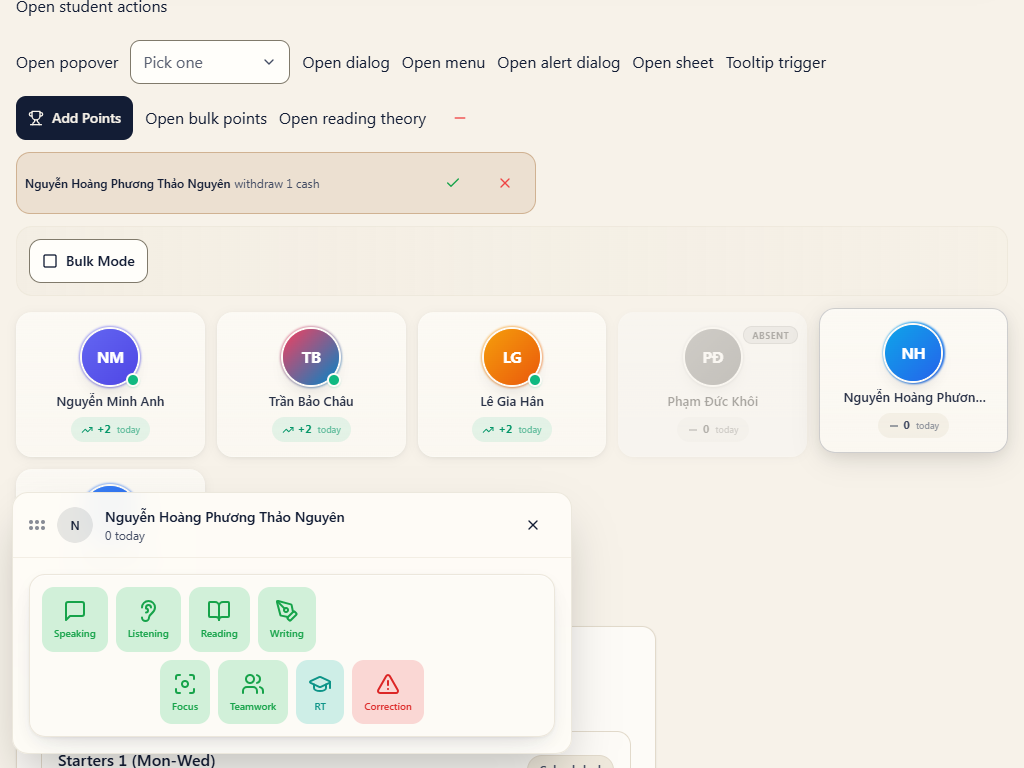 Open student actions
Open popover Pick one Open dialog Open menu Open alert dialog Open sheet Tooltip trigger
Add Points Open bulk points Open reading theory
Nguyễn Hoàng Phương Thảo Nguyên withdraw 1 cash
Bulk Mode
NM TB LG PĐ ABSENT NH
Nguyễn Minh Anh Trần Bảo Châu Lê Gia Hân Phạm Đức Khôi Nguyễn Hoàng Phươn...
+2 today +2 today +2 today 0 today 0 today
N
Nguyễn Hoàng Phương Thảo Nguyên
0 today
Speaking Listening Reading Writing
Focus Teamwork RT Correction
Starters 1 (Mon-Wed)